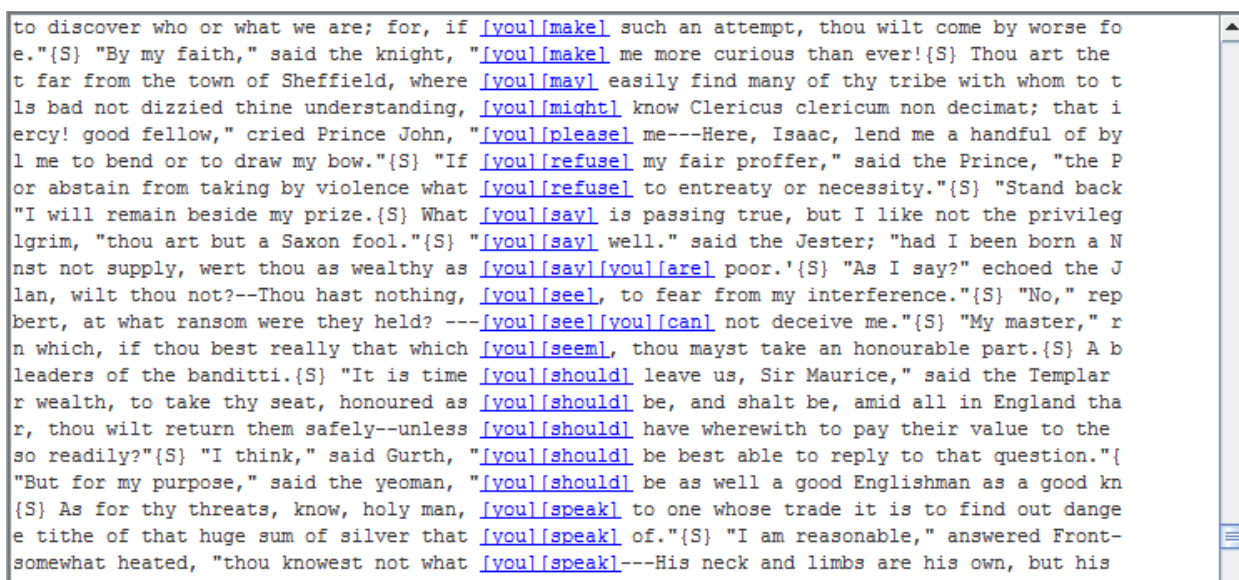 to discover who or what we are; for, if [you][make] such an attempt, thou wilt come by worse fo
e."{S} "By my faith," said the knight, "[you][make] me more curious than ever!{S} Thou art the
t far from the town of Sheffield, where [you][may] easily find many of thy tribe with whom to t
ls bad not dizzied thine understanding, [you][might] know Clericus clericum non decimat; that i
ercy! good fellow," cried Prince John, "[you][please] me---Here, Isaac, lend me a handful of by
l me to bend or to draw my bow."{S} "If [you][refuse] my fair proffer," said the Prince, "the P
or abstain from taking by violence what [you][refuse] to entreaty or necessity."{S} "Stand back
"I will remain beside my prize.{S} What [you][say] is passing true, but I like not the privileg
lgrim, "thou art but a Saxon fool."{S} "[you][say] well." said the Jester; "had I been born a N
nst not supply, wert thou as wealthy as [you][say][you][are] poor.'{S} "As I say?" echoed the J
lan, wilt thou not?--Thou hast nothing, [you][see], to fear from my interference."{S} "No," rep
bert, at what ransom were they held? ---[you][see][you][can] not deceive me."{S} "My master," r
n which, if thou best really that which [you][seem], thou mayst take an honourable part.{S} A b
leaders of the banditti.{S} "It is time [you][should] leave us, Sir Maurice," said the Templar
r wealth, to take thy seat, honoured as [you][should] be, and shalt be, amid all in England tha
r, thou wilt return them safely--unless [you][should] have wherewith to pay their value to the
so readily?"{S} "I think," said Gurth, "[you][should] be best able to reply to that question."{
"But for my purpose," said the yeoman, "[you][should] be as well a good Englishman as a good kn
{S} As for thy threats, know, holy man, [you][speak] to one whose trade it is to find out dange
e tithe of that huge sum of silver that [you][speak] of."{S} "I am reasonable," answered Front-
somewhat heated, "thou knowest not what [you][speak]---His neck and limbs are his own, but his